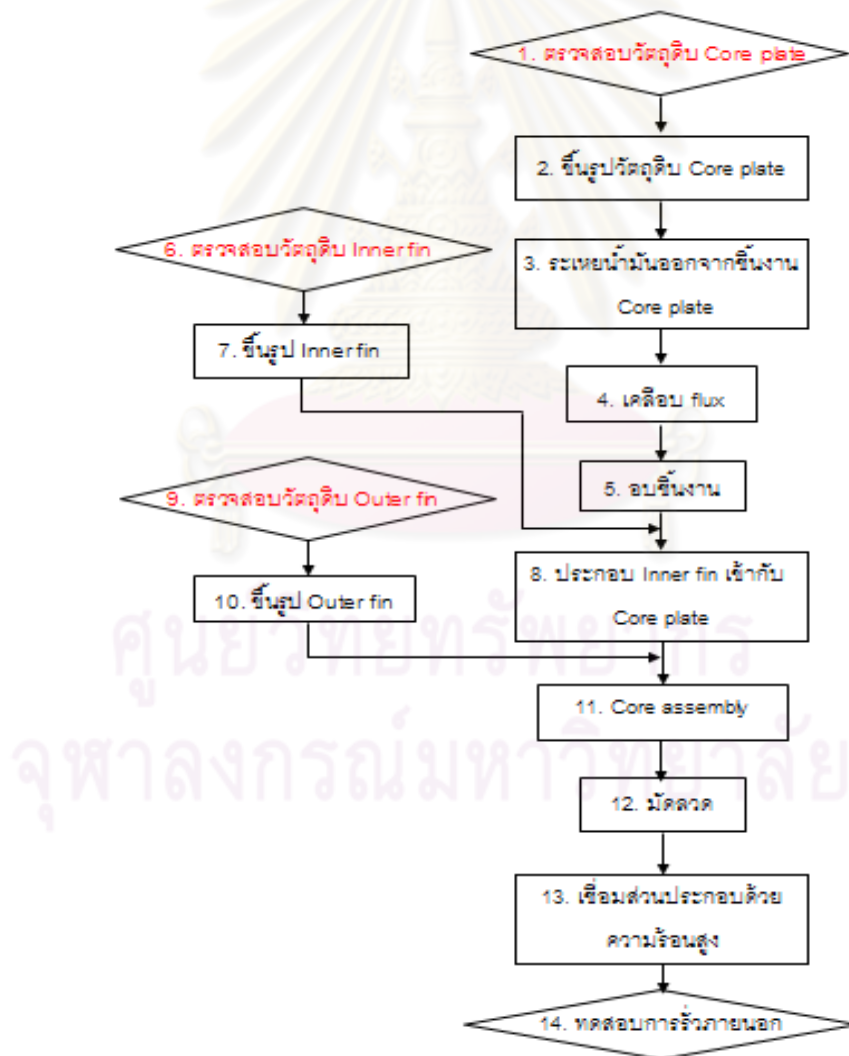 1. ตรวจสอบวัตถุดิบ Core plate
2. ขึ้นรูปวัตถุดิบ Core plate
3. ระเหยน้ำมันออกจากชิ้นงาน
Core plate
4. เคลือบ flux
5. อบชิ้นงาน
6. ตรวจสอบวัตถุดิบ Inner fin
7. ขึ้นรูป Inner fin
8. ประกอบ Inner fin เข้ากับ
Core plate
9. ตรวจสอบวัตถุดิบ Outer fin
10. ขึ้นรูป Outer fin
11. Core assembly
12. มัดลวด
13. เชื่อมส่วนประกอบด้วย
ความร้อนสูง
14. ทดสอบการรั่วภายนอก
ศูนย์วิทยทรัพยากร
จุฬาลงกรณ์มหาวิทยาลัย